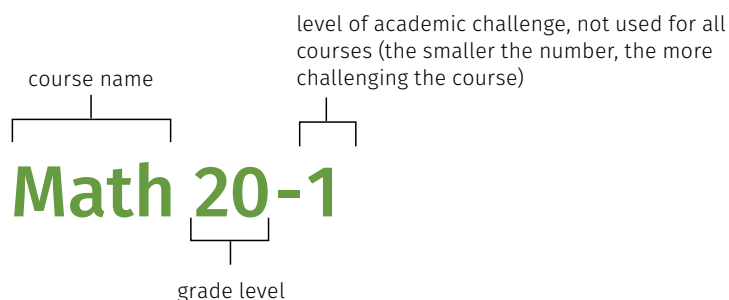 level of academic challenge, not used for all
courses (the smaller the number, the more
challenging the course)
course name
Math 20-1
grade level